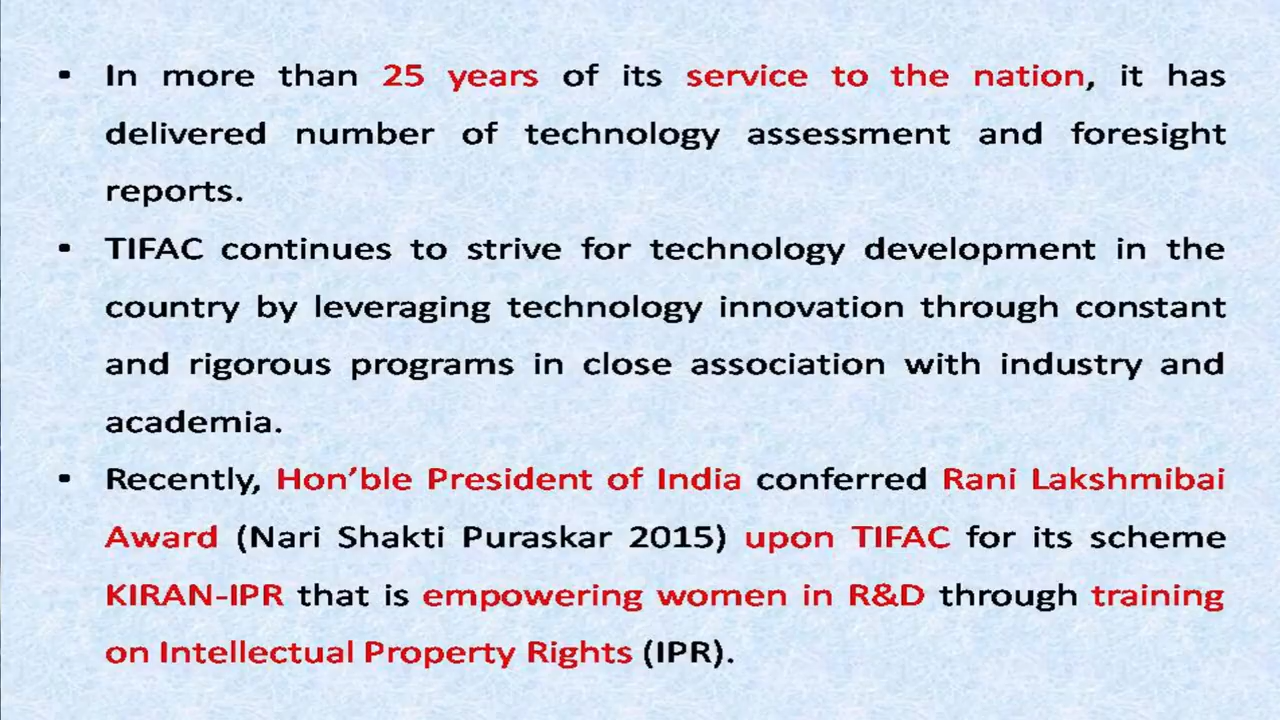 • In more than 25 years of its service to the nation, it has
delivered number of technology assessment and foresight
reports.
• TIFAC continues to strive for technology development in the
country by leveraging technology innovation through constant
and rigorous programs in close association with industry and
academia.
• Recently, Hon’ble President of India conferred Rani Lakshmibai
Award (Nari Shakti Puraskar 2015) upon TIFAC for its scheme
KIRAN-IPR that is empowering women in R&D through training
on Intellectual Property Rights (IPR).